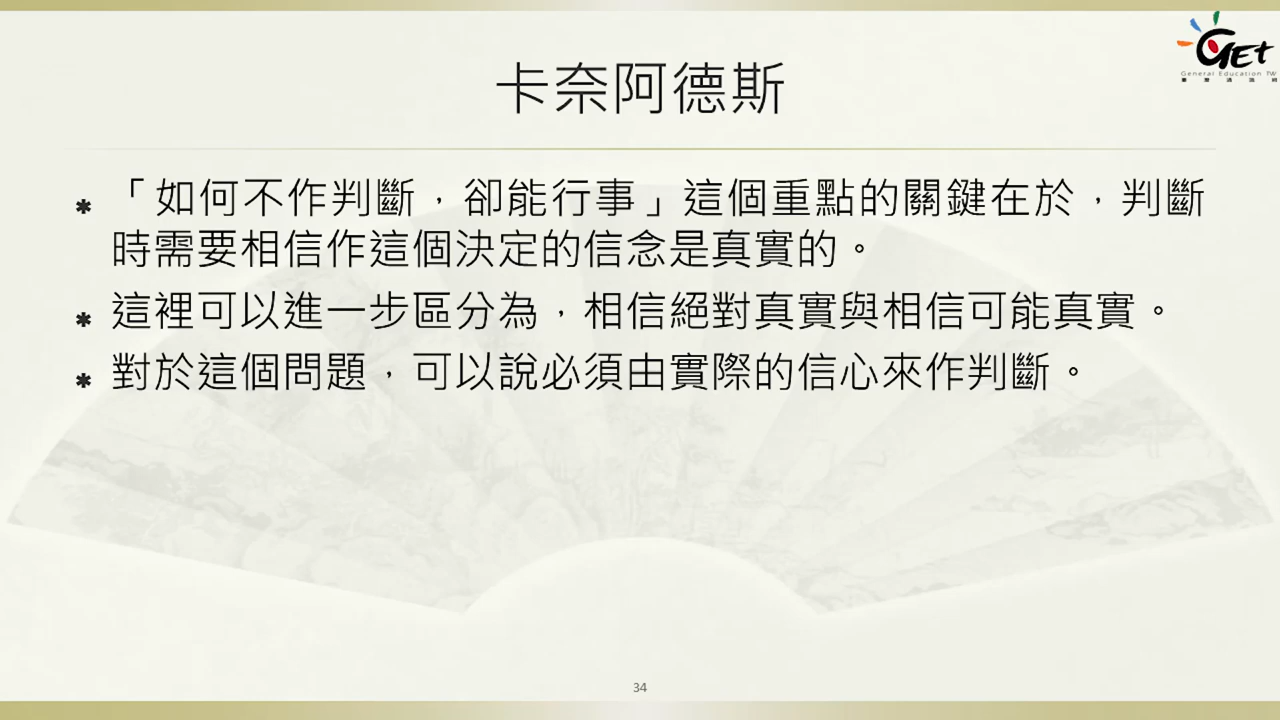 GET
General Education TW
卡奈阿德斯
「如何不作判斷，卻能行事」這個重點的關鍵在於，判斷
時需要相信作這個決定的信念是真實的。
這裡可以進一步區分為，相信絕對真實與相信可能真實。
對於這個問題，可以說必須由實際的信心來作判斷。
34